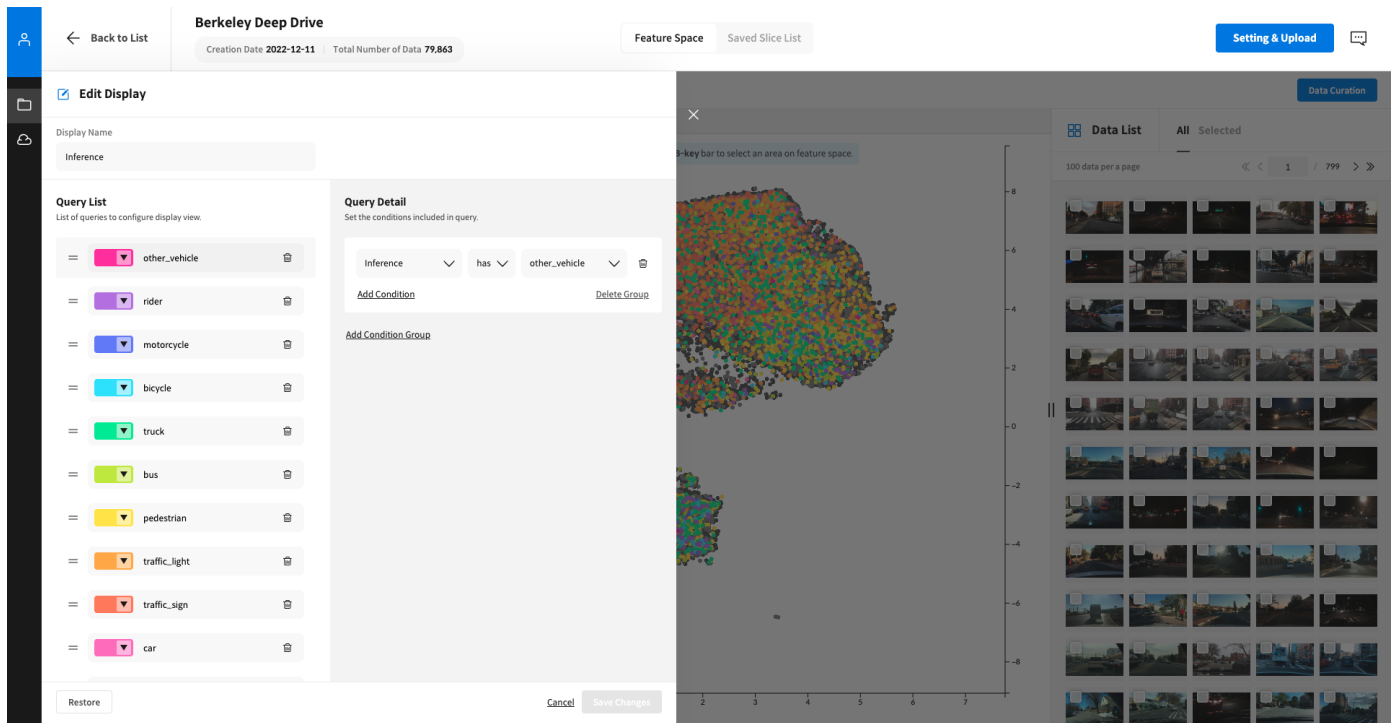 Back to List
Berkeley Deep Drive
Creation Date 2022-12-11 | Total Number of Data 79,863
Feature Space
Saved Slice List
Setting & Upload
Edit Display
Display Name
Inference
Query List
List of queries to configure display view.
other_vehicle
rider
motorcycle
bicycle
truck
bus
pedestrian
traffic_light
traffic_sign
car
Restore
Query Detail
Set the conditions included in query.
Inference has other_vehicle
Add Condition Delete Group
Add Condition Group
Cancel Save Changes
-key bar to select an area on feature space.
8
6
4
2
0
-2
-4
-6
-8
2 3 4 5 6 7
Data Curation
Data List All Selected
100 data per a page 1 / 799